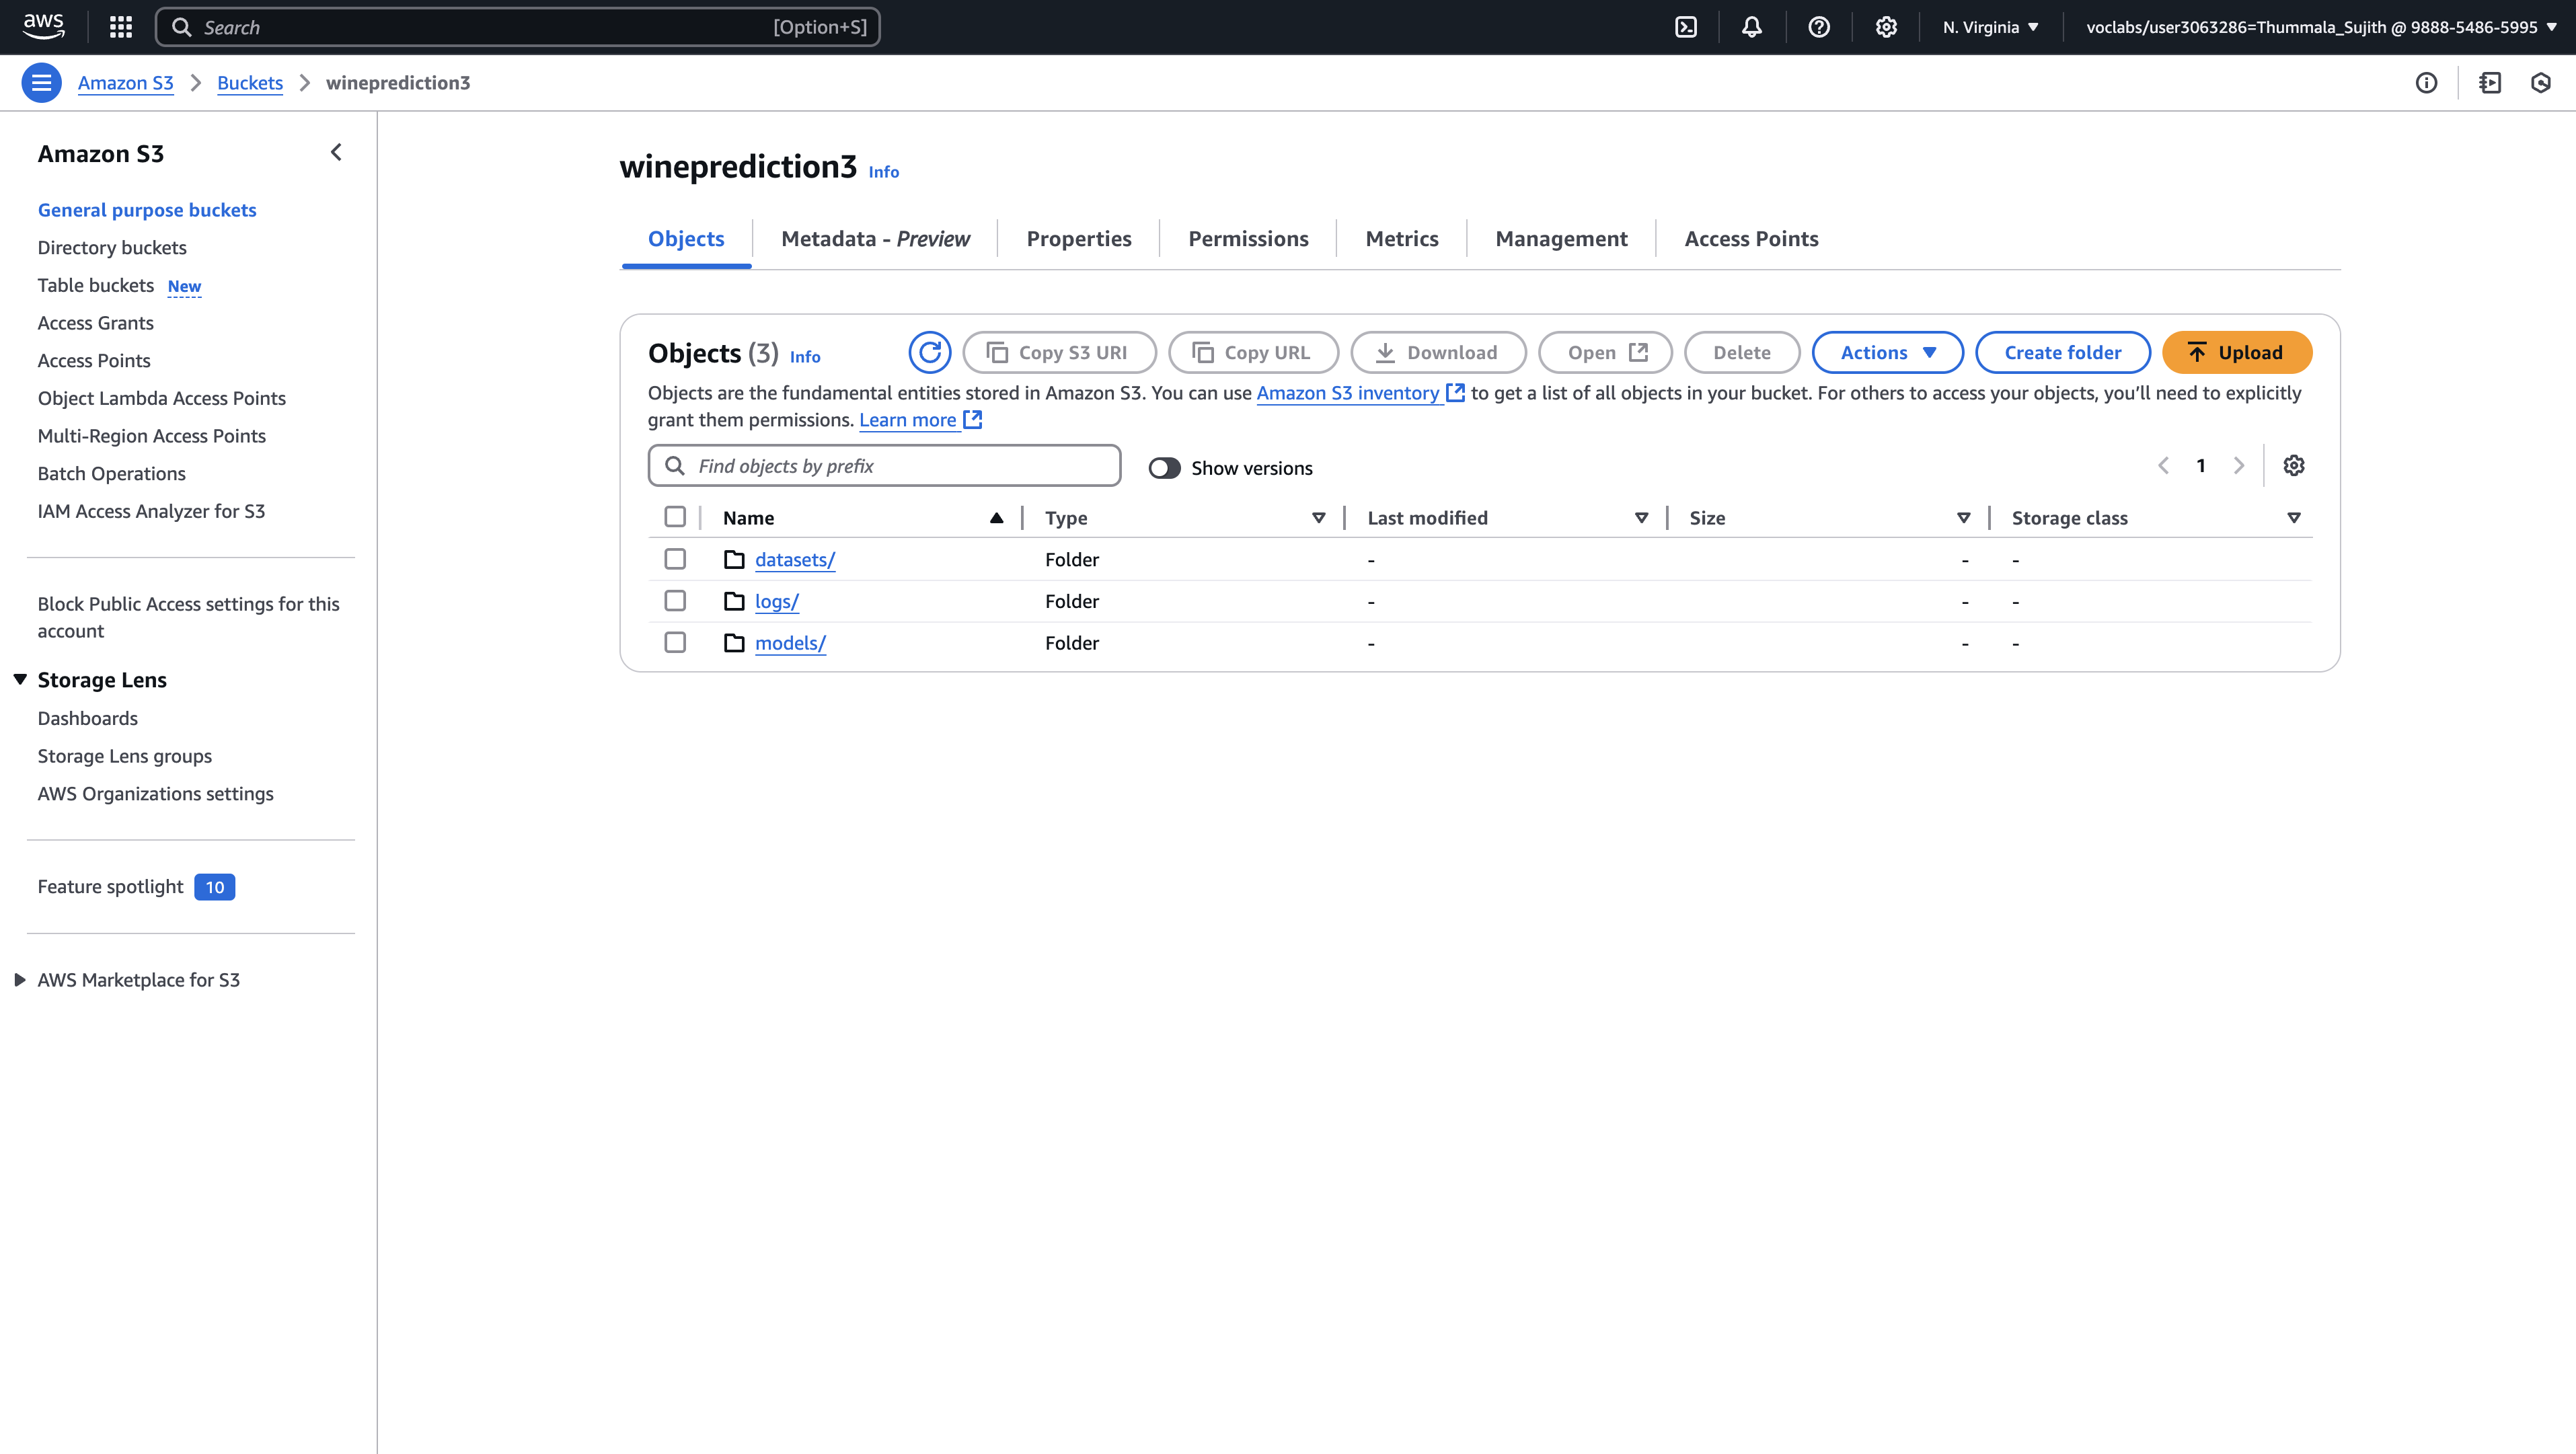 aws
Search [Option+S]
N. Virginia
voclabs/user3063286=Thummala_Sujith @ 9888-5486-5995
Amazon S3 Buckets wineprediction3
Amazon S3
General purpose buckets
Directory buckets
Table buckets New
Access Grants
Access Points
Object Lambda Access Points
Multi-Region Access Points
Batch Operations
IAM Access Analyzer for S3
Block Public Access settings for this
account
Storage Lens
Dashboards
Storage Lens groups
AWS Organizations settings
Feature spotlight 10
AWS Marketplace for S3
wineprediction3 Info
Objects Metadata - Preview Properties Permissions Metrics Management Access Points
Objects (3) Info Copy S3 URI Copy URL Download Open Delete Actions Create folder Upload
Objects are the fundamental entities stored in Amazon S3. You can use Amazon S3 inventory to get a list of all objects in your bucket. For others to access your objects, you’ll need to explicitly
grant them permissions. Learn more
Find objects by prefix Show versions 1
Name Type Last modified Size Storage class
datasets/ Folder - - -
logs/ Folder - - -
models/ Folder - - -